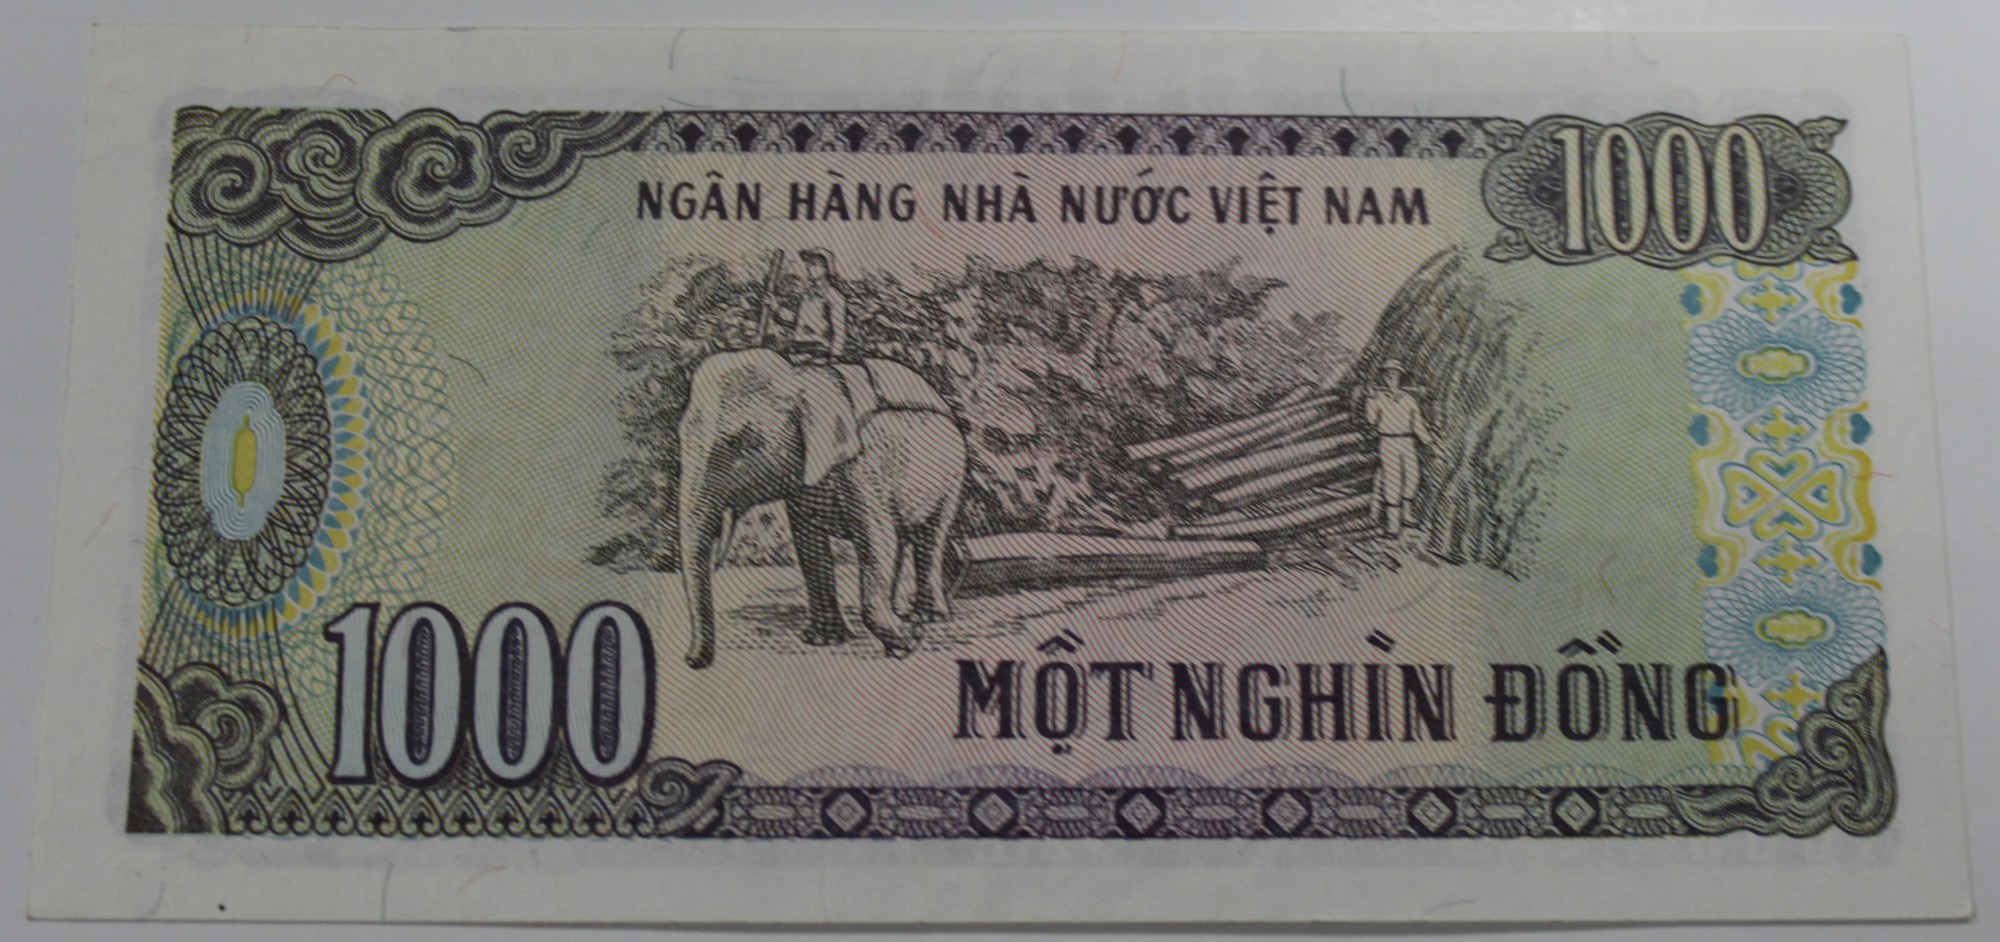 1000
NGÂN HÀNG NHÀ NƯỚC VIỆT NAM
1000
MỘT NGHÌN ĐỒNG